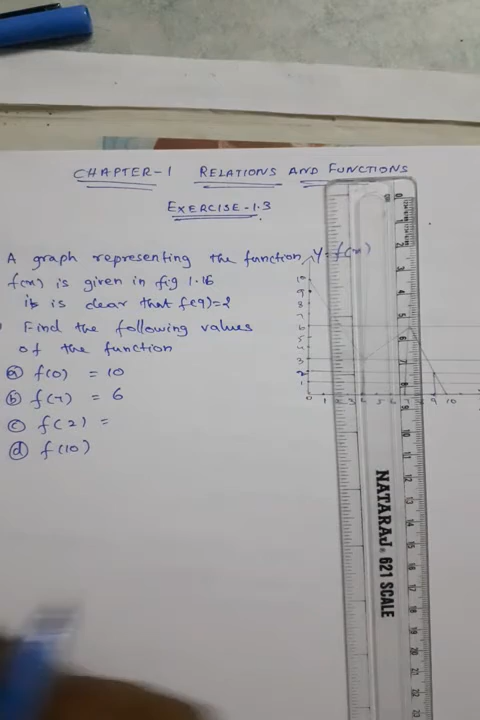 CHAPTER-1 RELATIONS AND FUNCTIONS
EXERCISE-1.3
A graph representing the function
f(x) is given in fig 1.16
it is clear that f(9)=2
Find the following values
of the function
ⓐ f(0) = 10
ⓑ f(7) = 6
ⓒ f(2) =
ⓓ f(10)
Y= f(x)
NATARAJ 621 SCALE